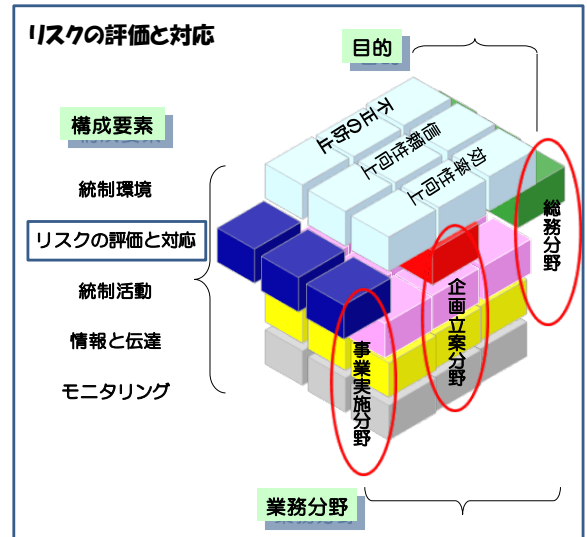 リスクの評価と対応
目的
構成要素
不正の防止
信頼性向上
効率性向上
統制環境
リスクの評価と対応
統制活動
情報と伝達
モニタリング
総務分野
企画立案分野
事業実施分野
業務分野